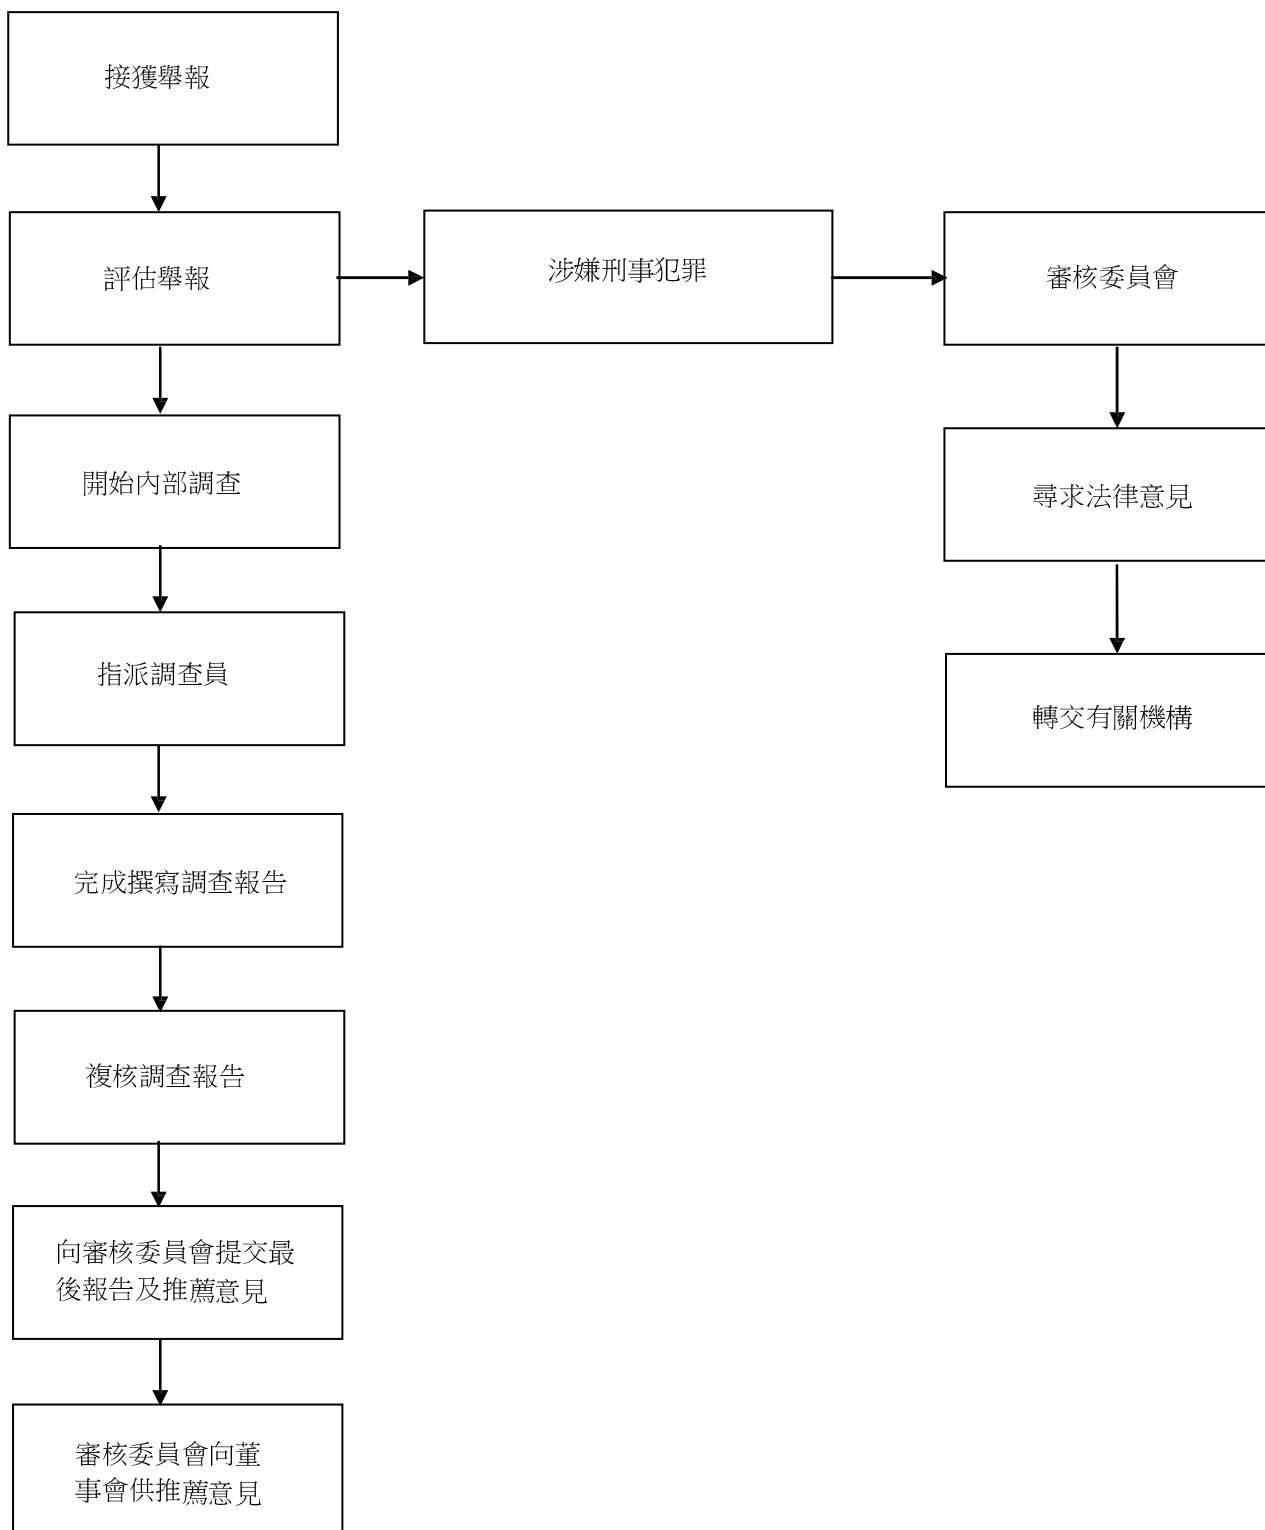 接獲舉報
評估舉報
涉嫌刑事犯罪
審核委員會
開始內部調查
尋求法律意見
指派調查員
轉交有關機構
完成撰寫調查報告
複核調查報告
向審核委員會提交最
後報告及推薦意見
審核委員會向董
事會供推薦意見